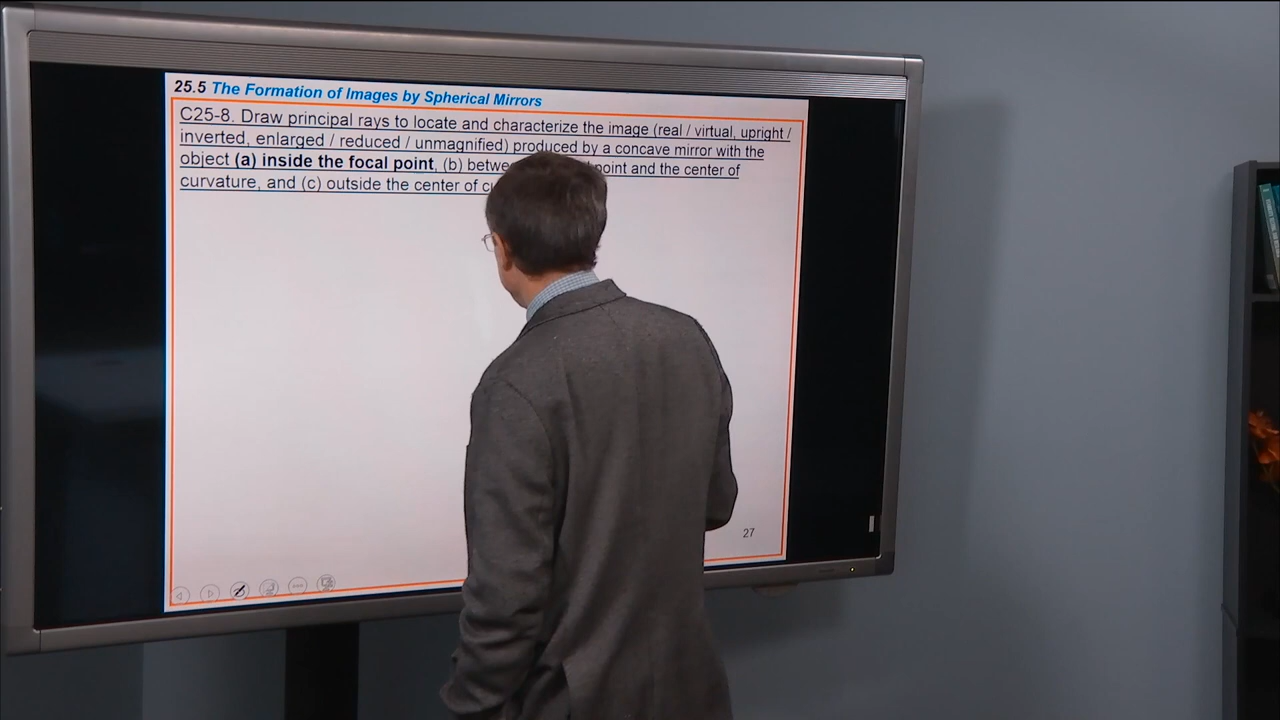 25.5 The Formation of Images by Spherical Mirrors
C25-8. Draw principal rays to locate and characterize the image (real / virtual, upright /
inverted, enlarged / reduced / unmagnified) produced by a concave mirror with the
object (a) inside the focal point, (b) point and the center of
curvature, and (c) outside the center of
27